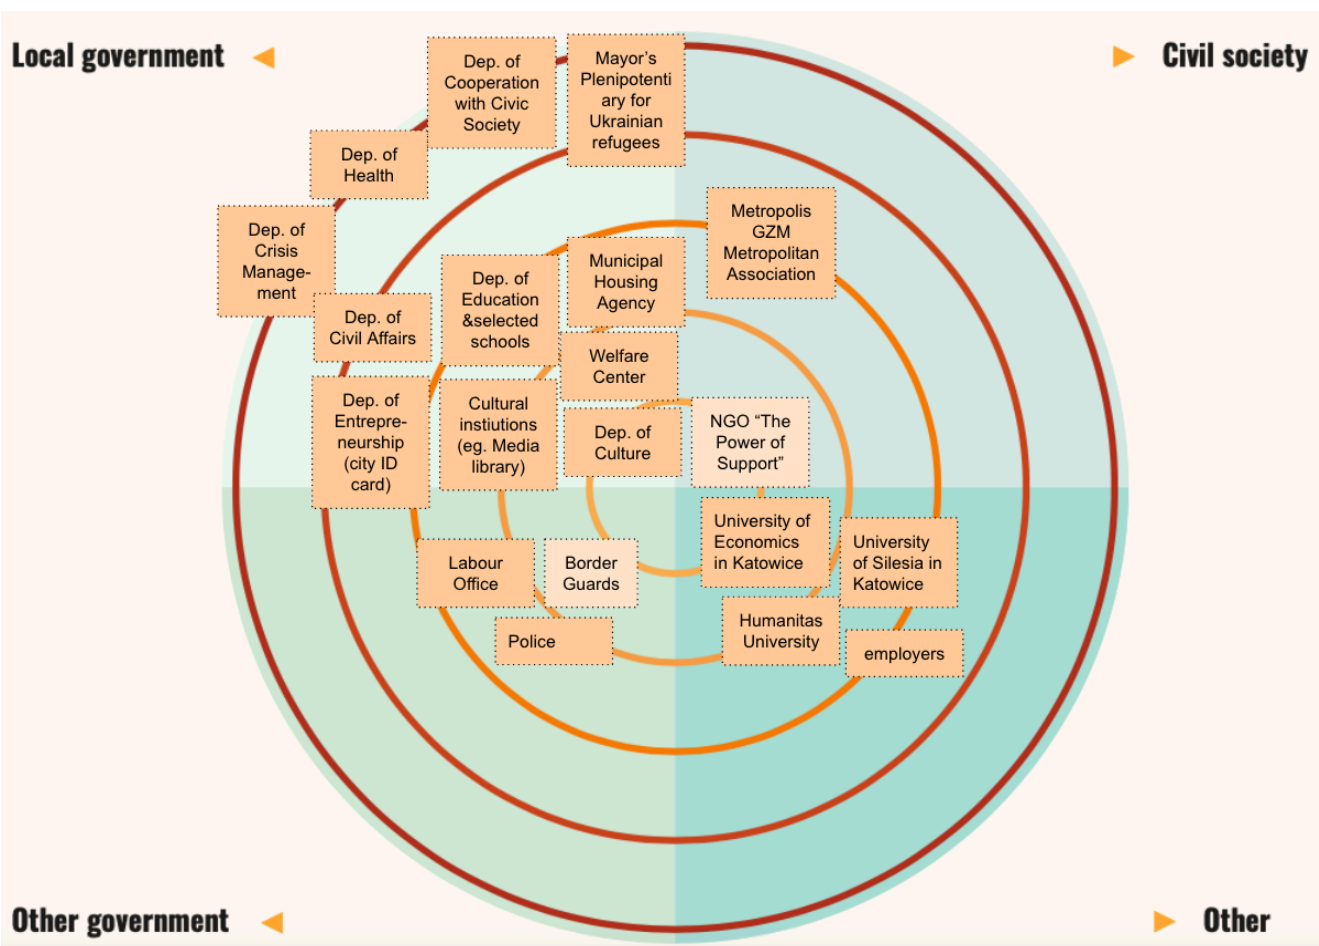 Local government
Civil society
Dep. of
Cooperation
with Civic
Society
Mayor's
Plenipotenti
ary for
Ukrainian
refugees
Dep. of
Health
Dep. of
Crisis
Manage-
ment
Metropolis
GZM
Metropolitan
Association
Municipal
Housing
Agency
Dep. of
Education
&selected
schools
Dep. of
Civil Affairs
Welfare
Center
Dep. of
Entrepre-
neurship
(city ID
card)
Cultural
instiutions
(eg. Media
library)
Dep. of
Culture
NGO “The
Power of
Support”
University of
Economics
in Katowice
University
of Silesia in
Katowice
Labour
Office
Border
Guards
Police
Humanitas
University
employers
Other government
Other